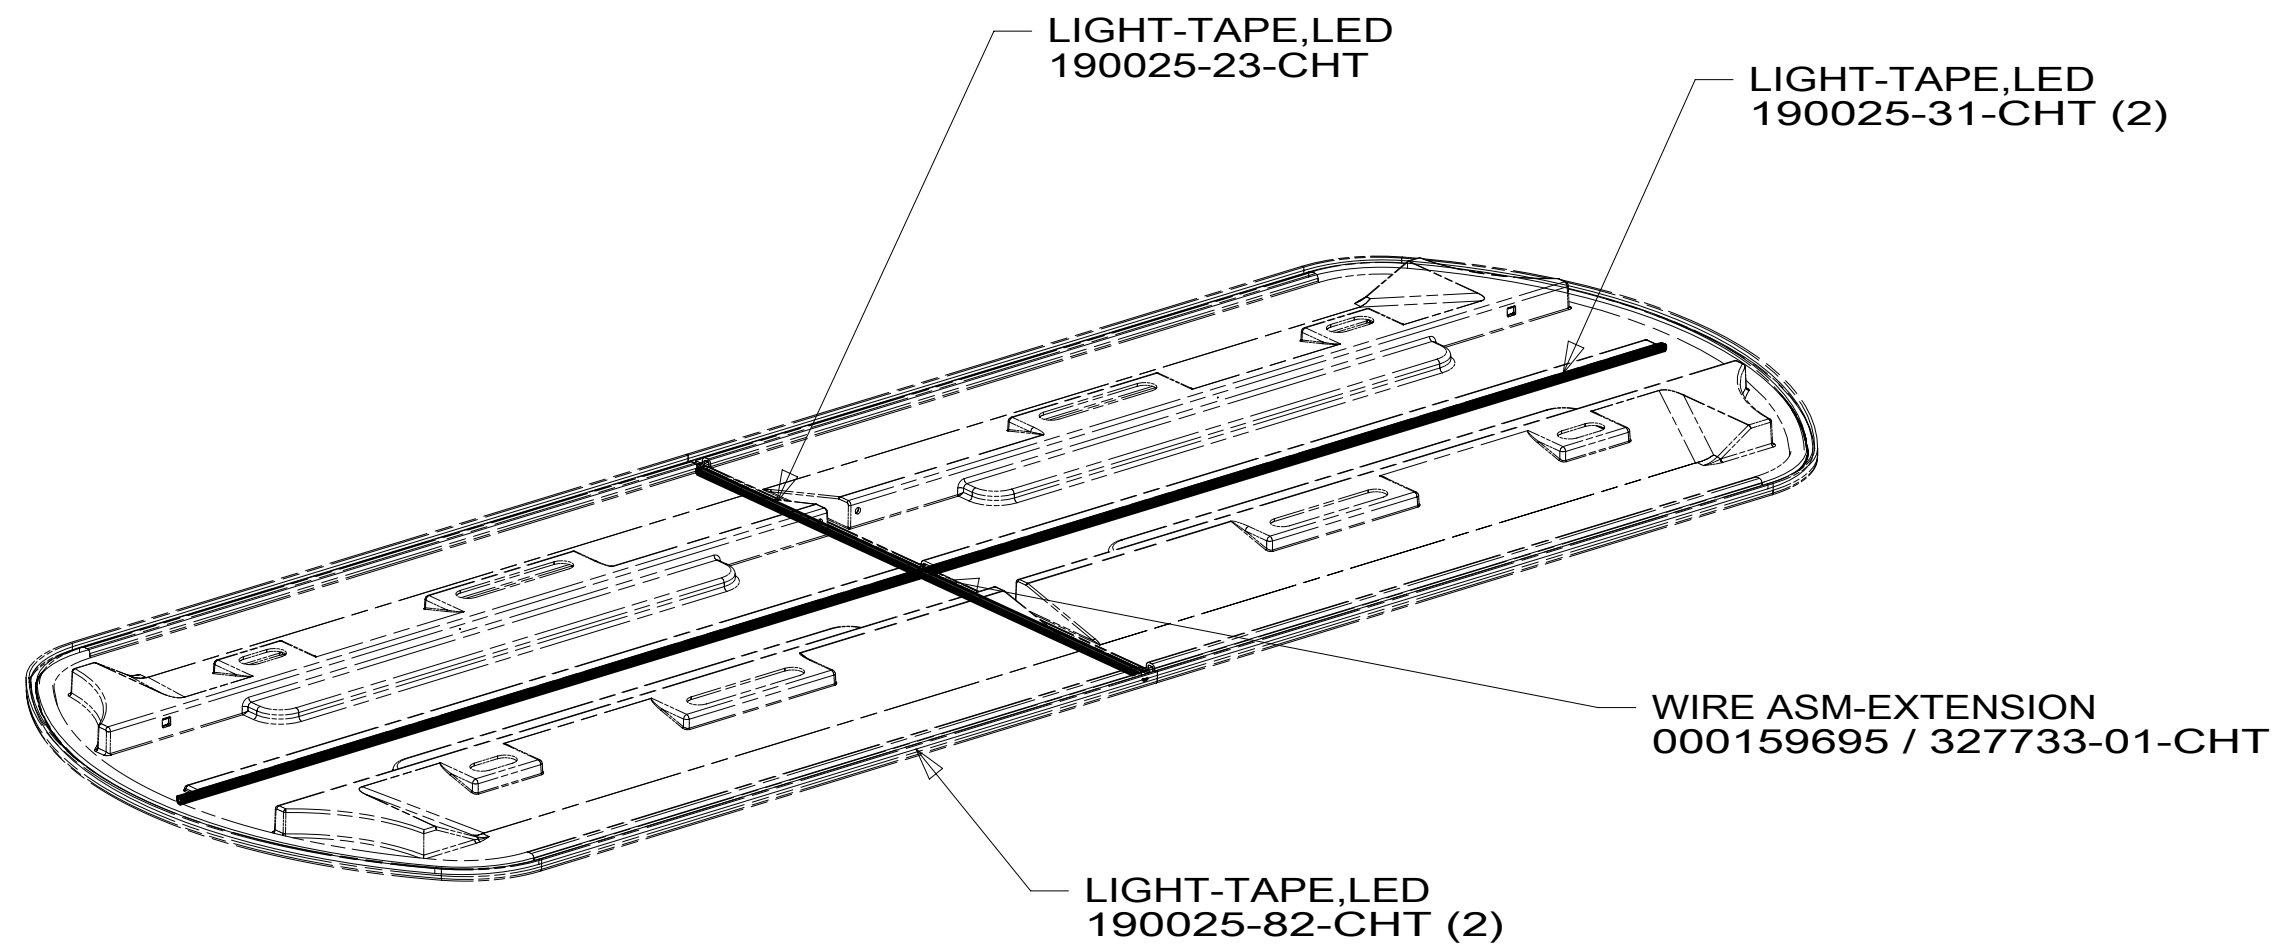 LIGHT-TAPE,LED
190025-23-CHT
LIGHT-TAPE,LED
190025-31-CHT (2)
WIRE ASM-EXTENSION
000159695 / 327733-01-CHT
LIGHT-TAPE,LED
190025-82-CHT (2)